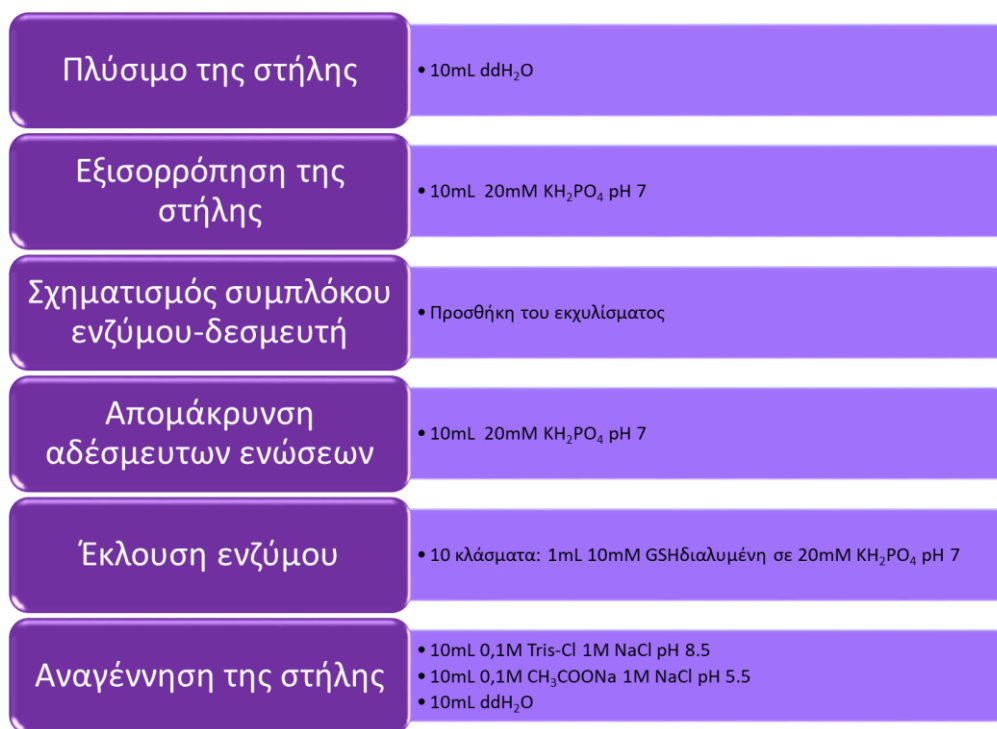 Πλύσιμο της στήλης
• 10mL ddH₂O
Εξισορρόπηση της
στήλης
• 10mL 20mM KH₂PO₄ pH 7
Σχηματισμός συμπλόκου
ενζύμου-δεσμευτή
• Προσθήκη του εκχυλίσματος
Απομάκρυνση
αδέσμευτων ενώσεων
• 10mL 20mM KH₂PO₄ pH 7
Έκλουση ενζύμου
• 10 κλάσματα: 1mL 10mM GSHδιαλυμένη σε 20mM KH₂PO₄ pH 7
Αναγέννηση της στήλης
• 10mL 0,1M Tris-Cl 1M NaCl pH 8.5
• 10mL 0,1M CH₃COONa 1M NaCl pH 5.5
• 10mL ddH₂O